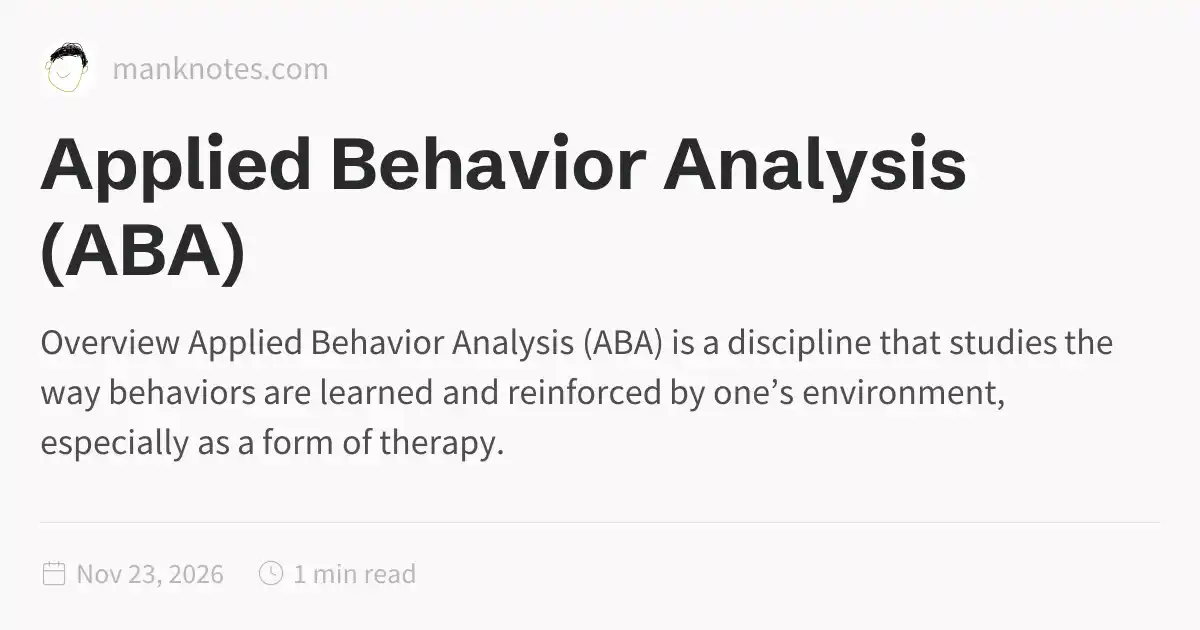 manknotes.com
Applied Behavior Analysis
(ABA)
Overview Applied Behavior Analysis (ABA) is a discipline that studies the
way behaviors are learned and reinforced by one’s environment,
especially as a form of therapy.
Nov 23, 2026 1 min read